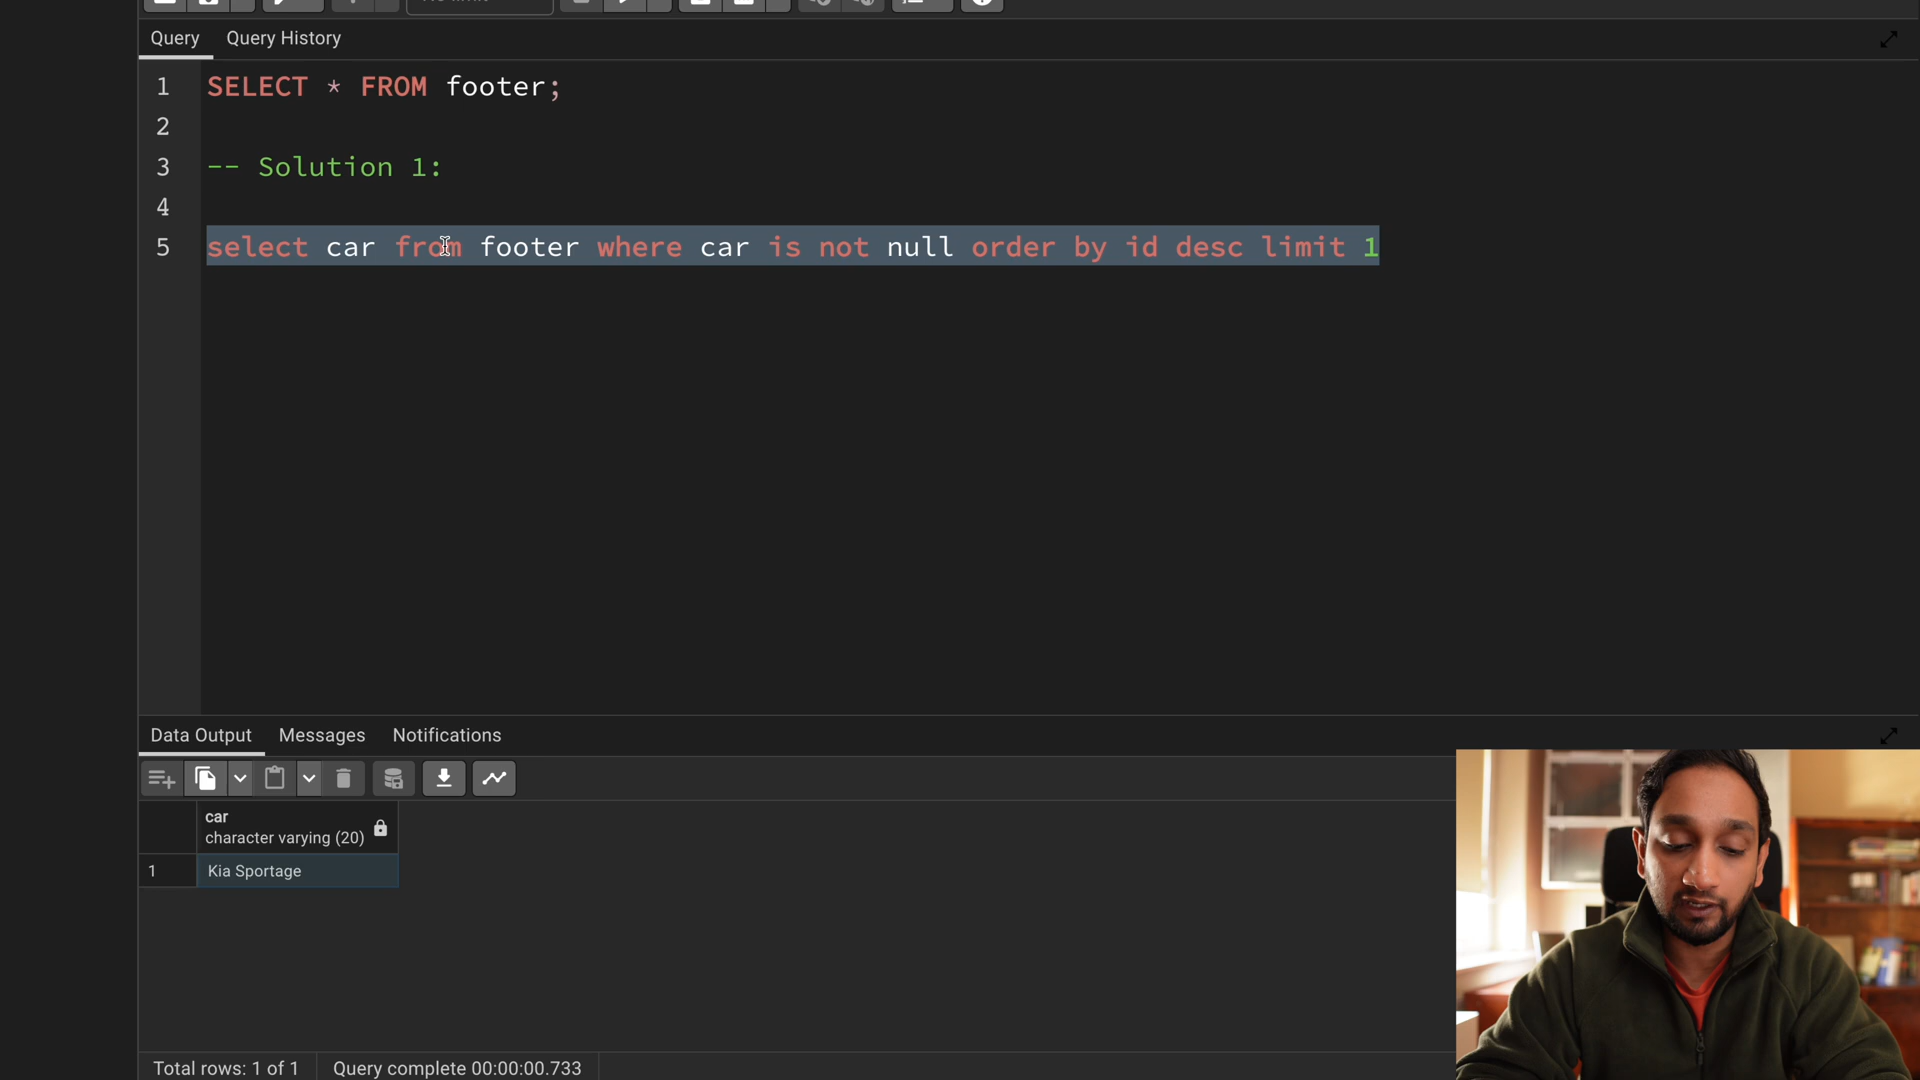 Query Query History
1 SELECT * FROM footer;
2
3 -- Solution 1:
4
5 select car from footer where car is not null order by id desc limit 1
Data Output Messages Notifications
car
character varying (20)
1 Kia Sportage
Total rows: 1 of 1 Query complete 00:00:00.733